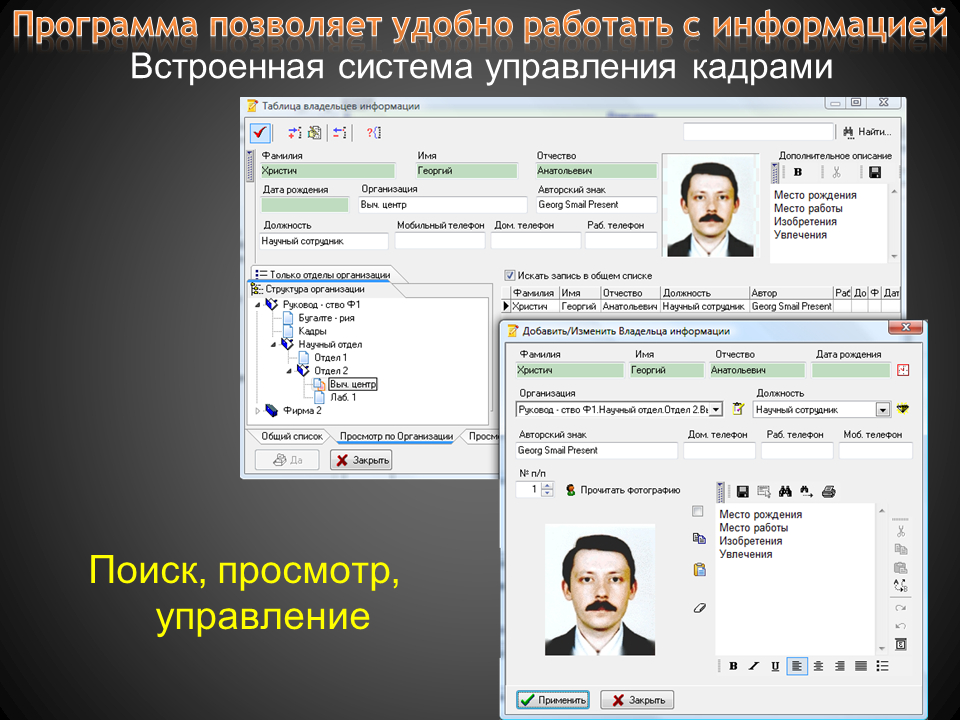 Программа позволяет удобно работать с информацией
Встроенная система управления кадрами
Таблица владельцев информации
Найти...
Фамилия Имя Отчество Дополнительное описание
Христич Георгий Анатольевич
B
Дата рождения Организация Авторский знак
Выч. центр Georg Smail Present
Место рождения
Место работы
Изобретения
Увлечения
Должность Мобильный телефон Дом. телефон Раб. телефон
Научный сотрудник
Только отделы организации
Искать запись в общем списке
Структура организации
Фамилия Имя Отчество Должность Автор Раб До Ф Дат
Христич Георгий Анатольевич Научный сотрудник Georg Smail Present
Руковод - ство Ф1
Бугалте - рия
Кадры
Научный отдел
Отдел 1
Отдел 2
Выч. центр
Лаб. 1
Фирма 2
Общий список Просмотр по Организации Просм
Да Закрыть
Добавить/Изменить Владельца информации
Фамилия Имя Отчество Дата рождения
Христич Георгий Анатольевич
Организация Должность
Руковод - ство Ф1.Научный отдел.Отдел 2.Вы Научный сотрудник
Авторский знак Дом. телефон Раб. телефон Моб. телефон
Georg Smail Present
№ п/п
1 Прочитать фотографию
Место рождения
Место работы
Изобретения
Увлечения
B I U
Применить Закрыть
Поиск, просмотр,
управление